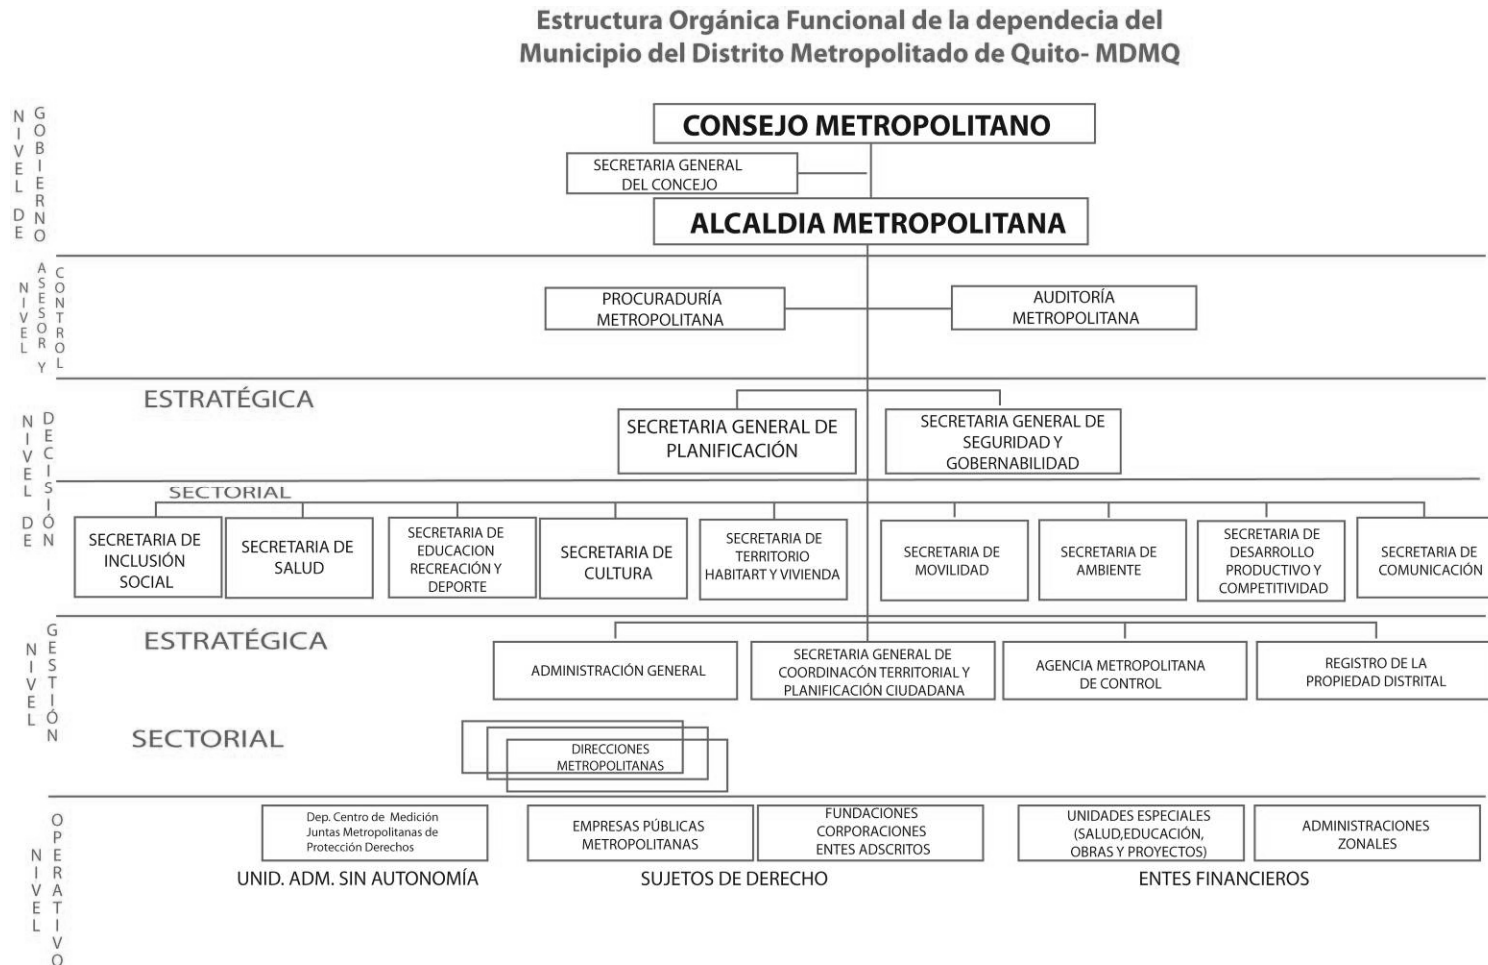 Estructura Orgánica Funcional de la dependecia del
Municipio del Distrito Metropolitado de Quito- MDMQ
NIVEL DE
GOBIERNO
CONSEJO METROPOLITANO
SECRETARIA GENERAL
DEL CONCEJO
ALCALDIA METROPOLITANA
NIVEL
ASESOR Y
CONTROL
PROCURADURÍA
METROPOLITANA
AUDITORÍA
METROPOLITANA
NIVEL DE
DECISIÓN
ESTRATÉGICA
SECRETARIA GENERAL DE
PLANIFICACIÓN
SECRETARIA GENERAL DE
SEGURIDAD Y
GOBERNABILIDAD
SECTORIAL
SECRETARIA DE
INCLUSIÓN
SOCIAL
SECRETARIA DE
SALUD
SECRETARIA DE
EDUCACION
RECREACIÓN Y
DEPORTE
SECRETARIA DE
CULTURA
SECRETARIA DE
TERRITORIO
HABITART Y VIVIENDA
SECRETARIA DE
MOVILIDAD
SECRETARIA DE
AMBIENTE
SECRETARIA DE
DESARROLLO
PRODUCTIVO Y
COMPETITIVIDAD
SECRETARIA DE
COMUNICACIÓN
NIVEL
GESTIÓN
ESTRATÉGICA
ADMINISTRACIÓN GENERAL
SECRETARIA GENERAL DE
COORDINACÓN TERRITORIAL Y
PLANIFICACIÓN CIUDADANA
AGENCIA METROPOLITANA
DE CONTROL
REGISTRO DE LA
PROPIEDAD DISTRITAL
SECTORIAL
DIRECCIONES
METROPOLITANAS
NIVEL
OPERATIVO
Dep. Centro de Medición
Juntas Metropolitanas de
Protección Derechos
EMPRESAS PÚBLICAS
METROPOLITANAS
FUNDACIONES
CORPORACIONES
ENTES ADSCRITOS
UNIDADES ESPECIALES
(SALUD,EDUCACIÓN,
OBRAS Y PROYECTOS)
ADMINISTRACIONES
ZONALES
UNID. ADM. SIN AUTONOMÍA
SUJETOS DE DERECHO
ENTES FINANCIEROS